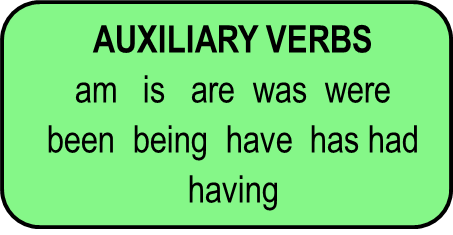 AUXILIARY VERBS
am is are was were
been being have has had
having